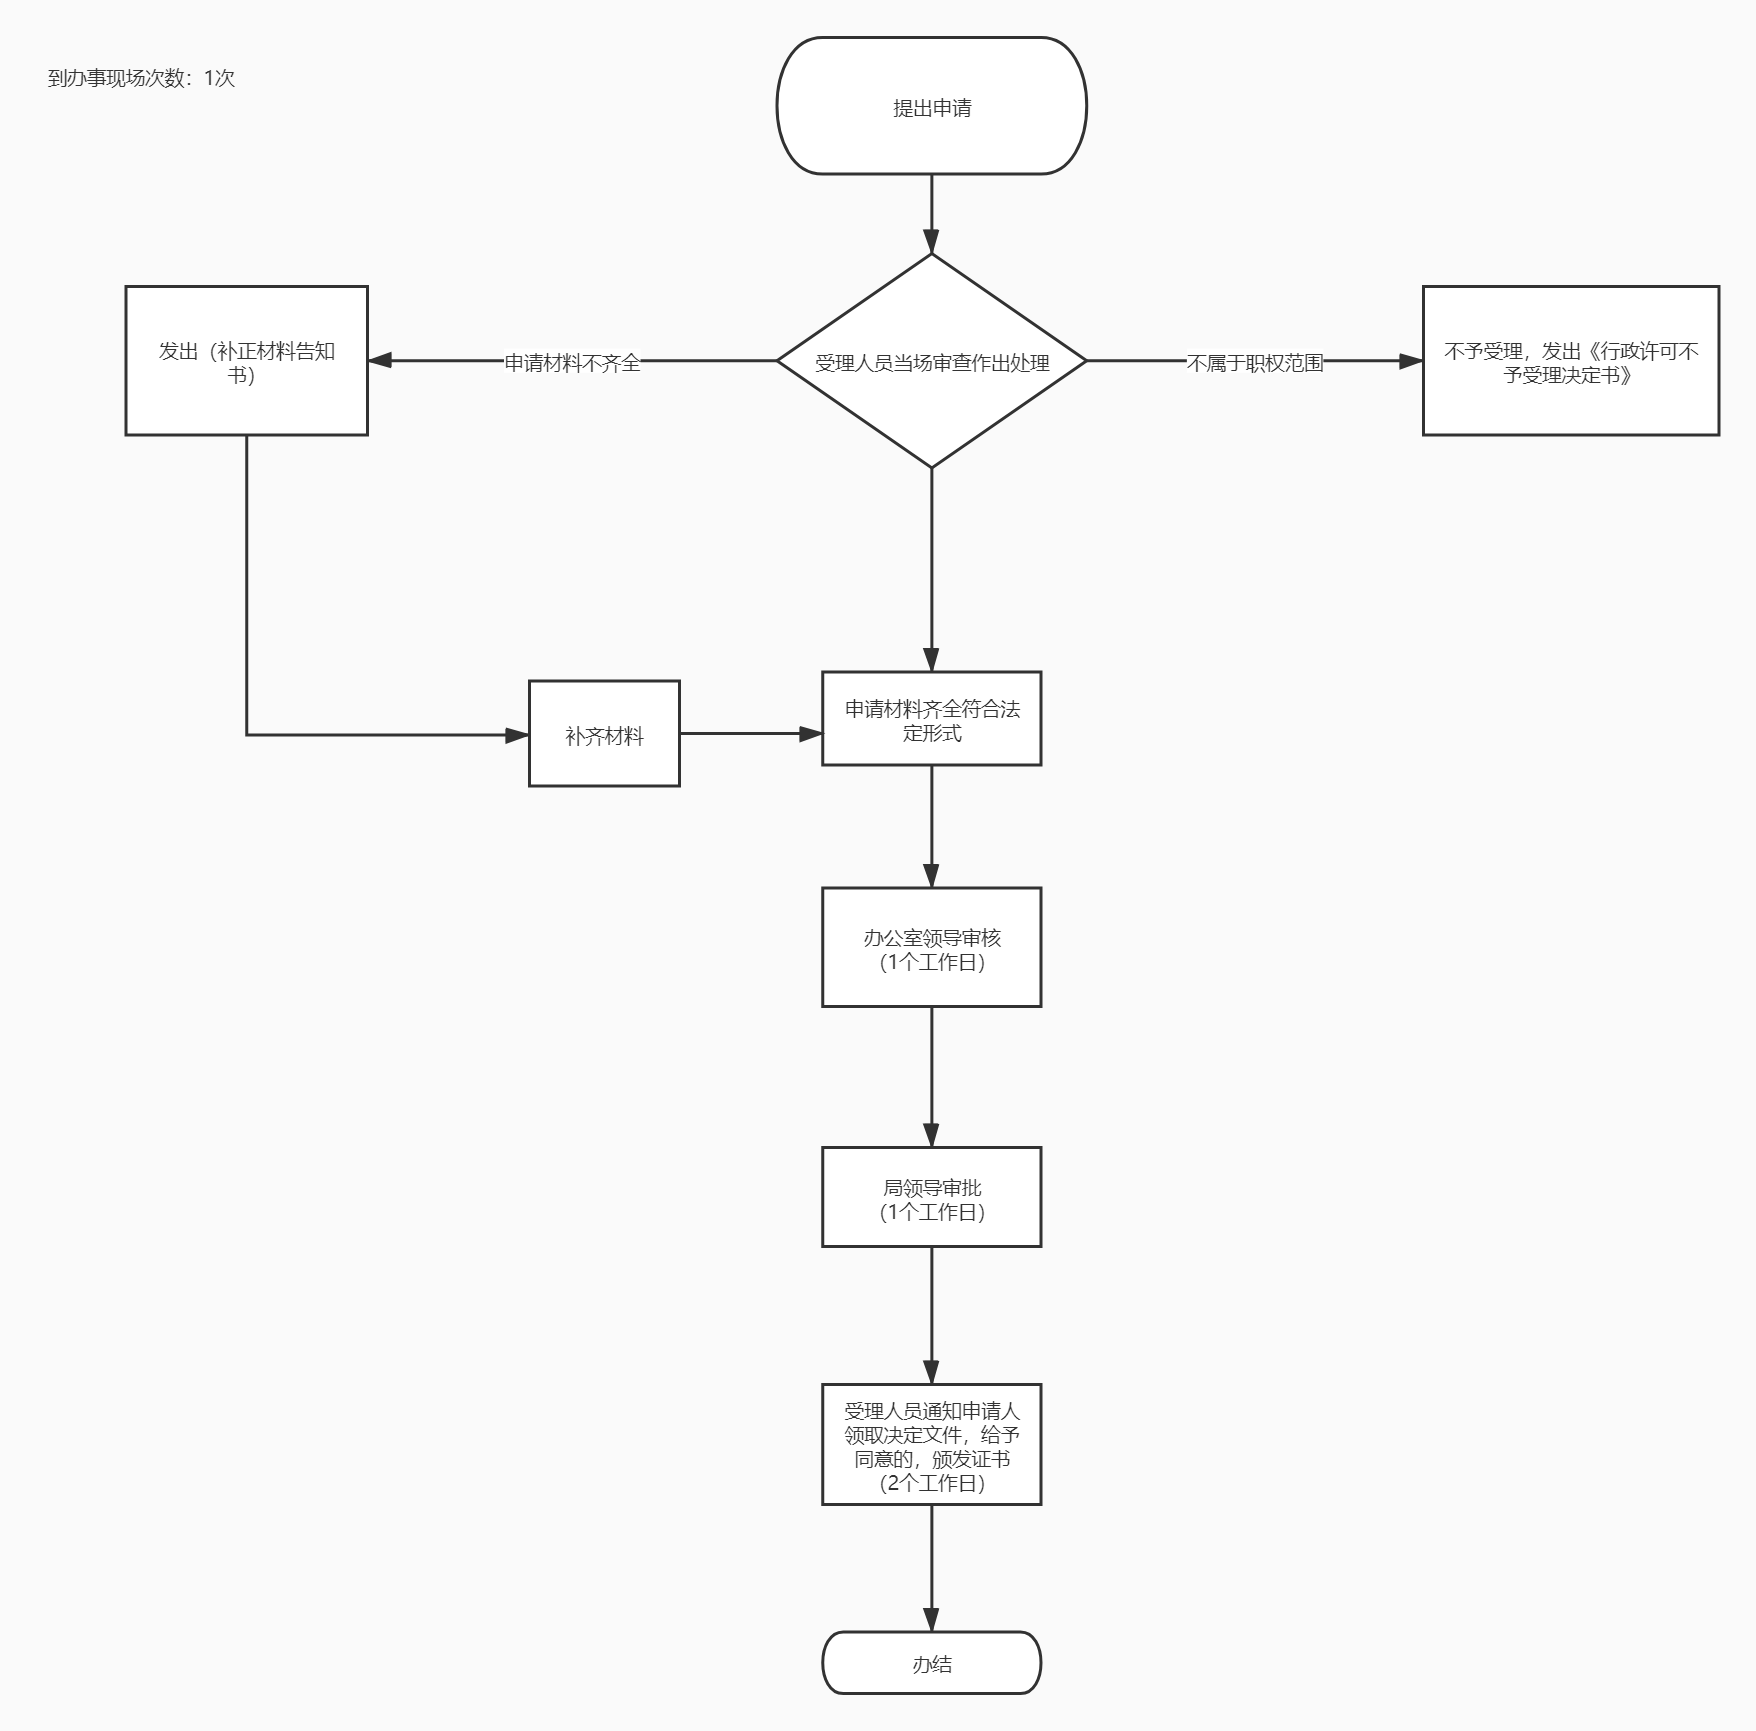 到办事现场次数：1次
提出申请
发出（补正材料告知
书）
申请材料不齐全
受理人员当场审查作出处理
不属于职权范围
不予受理，发出《行政许可不
予受理决定书》
补齐材料
申请材料齐全符合法
定形式
办公室领导审核
（1个工作日）
局领导审批
（1个工作日）
受理人员通知申请人
领取决定文件，给予
同意的，颁发证书
（2个工作日）
办结